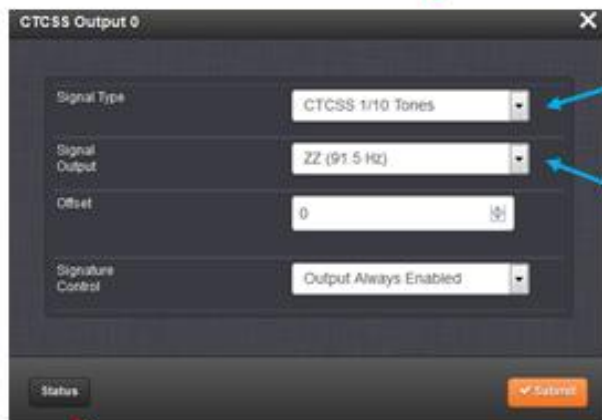 CTCSS Output 0
Signal Type
CTCSS 1/10 Tones
Signal
Output
ZZ (91.5 Hz)
Offset
0
Signature
Control
Output Always Enabled
Status
Submit